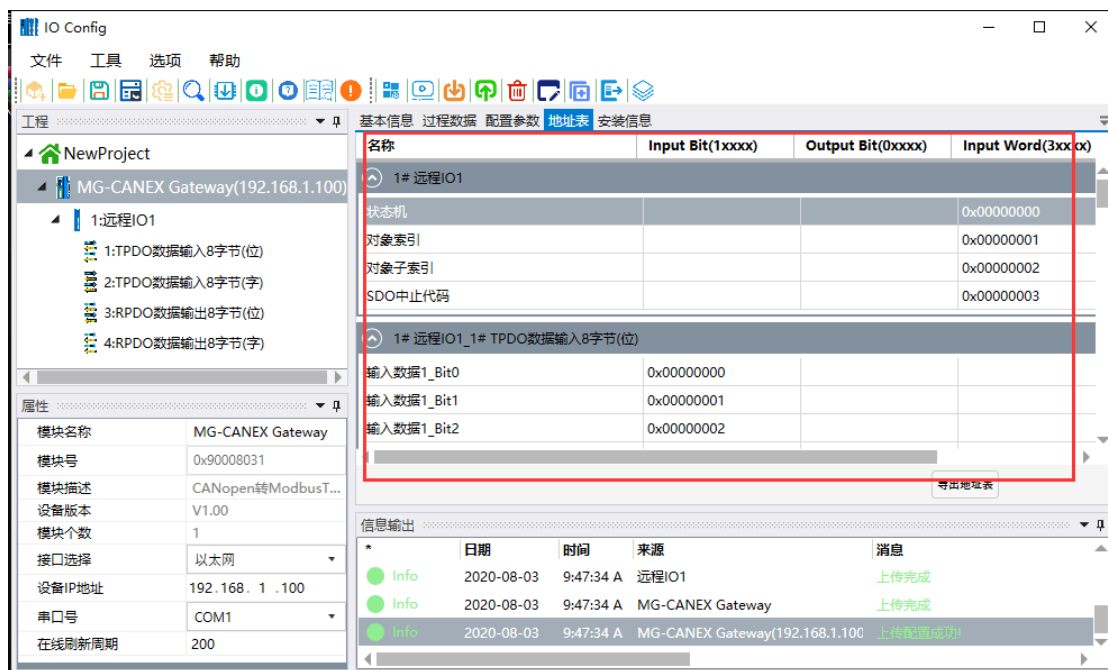 IO Config
文件 工具 选项 帮助
工程
NewProject
MG-CANEX Gateway(192.168.1.100)
1:远程IO1
1:TPDO数据输入8字节(位)
2:TPDO数据输入8字节(字)
3:RPDO数据输出8字节(位)
4:RPDO数据输出8字节(字)
属性
模块名称 MG-CANEX Gateway
模块号 0x90008031
模块描述 CANopen转ModbusT...
设备版本 V1.00
模块个数 1
接口选择 以太网
设备IP地址 192.168. 1 .100
串口号 COM1
在线刷新周期 200
基本信息 过程数据 配置参数 地址表 安装信息
名称 Input Bit(1xxxx) Output Bit(0xxxx) Input Word(3xxxx)
1# 远程IO1
状态机 0x00000000
对象索引 0x00000001
对象子索引 0x00000002
SDO中止代码 0x00000003
1# 远程IO1_1# TPDO数据输入8字节(位)
输入数据1_Bit0 0x00000000
输入数据1_Bit1 0x00000001
输入数据1_Bit2 0x00000002
导出地址表
信息输出
* 日期 时间 来源 消息
Info 2020-08-03 9:47:34 A 远程IO1 上传完成
Info 2020-08-03 9:47:34 A MG-CANEX Gateway 上传完成
Info 2020-08-03 9:47:34 A MG-CANEX Gateway(192.168.1.100 上传配置成功!